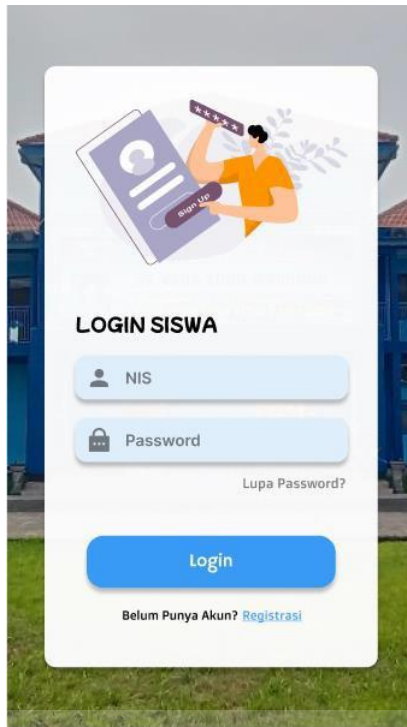 *****
Sign Up
LOGIN SISWA
NIS
Password
Lupa Password?
Login
Belum Punya Akun? Registrasi